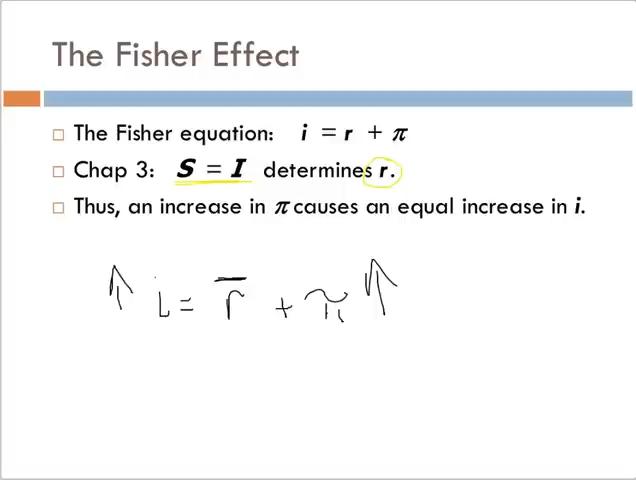 The Fisher Effect
The Fisher equation: i = r + π
Chap 3: S = I determines r.
Thus, an increase in π causes an equal increase in i.
↑ i = r̅ + π ↑